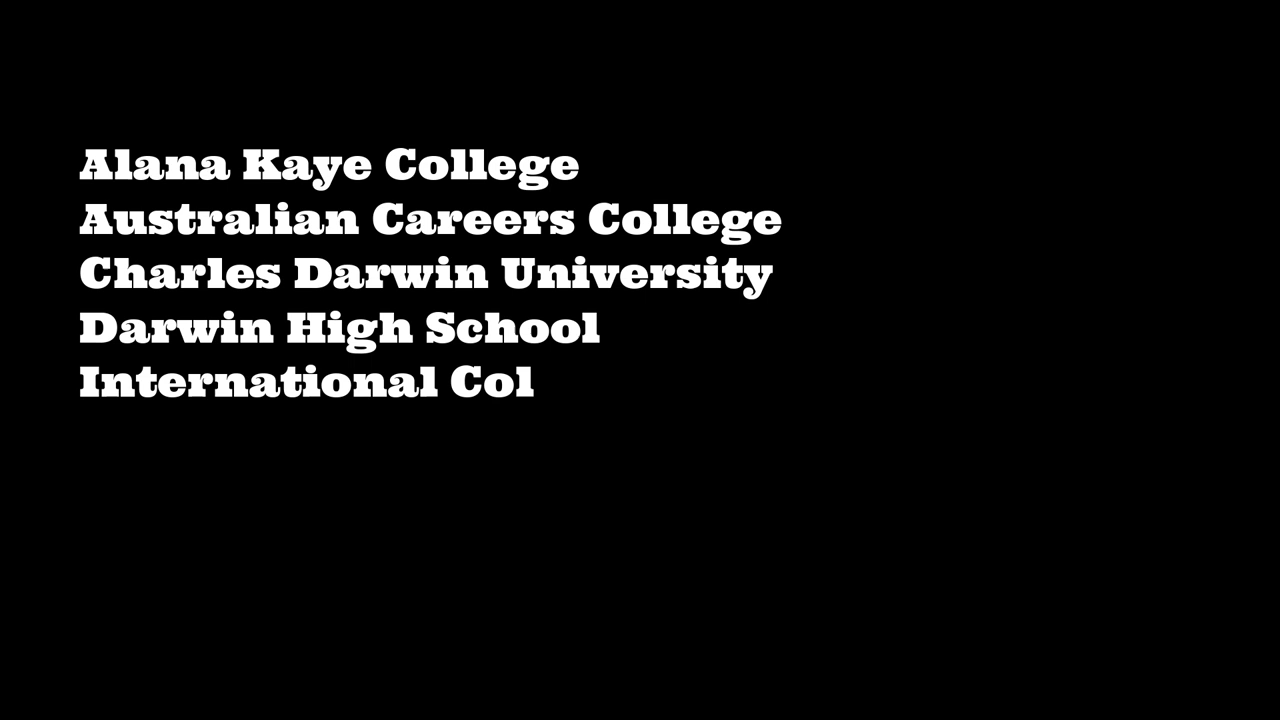 Alana Kaye College
Australian Careers College
Charles Darwin University
Darwin High School
International Col